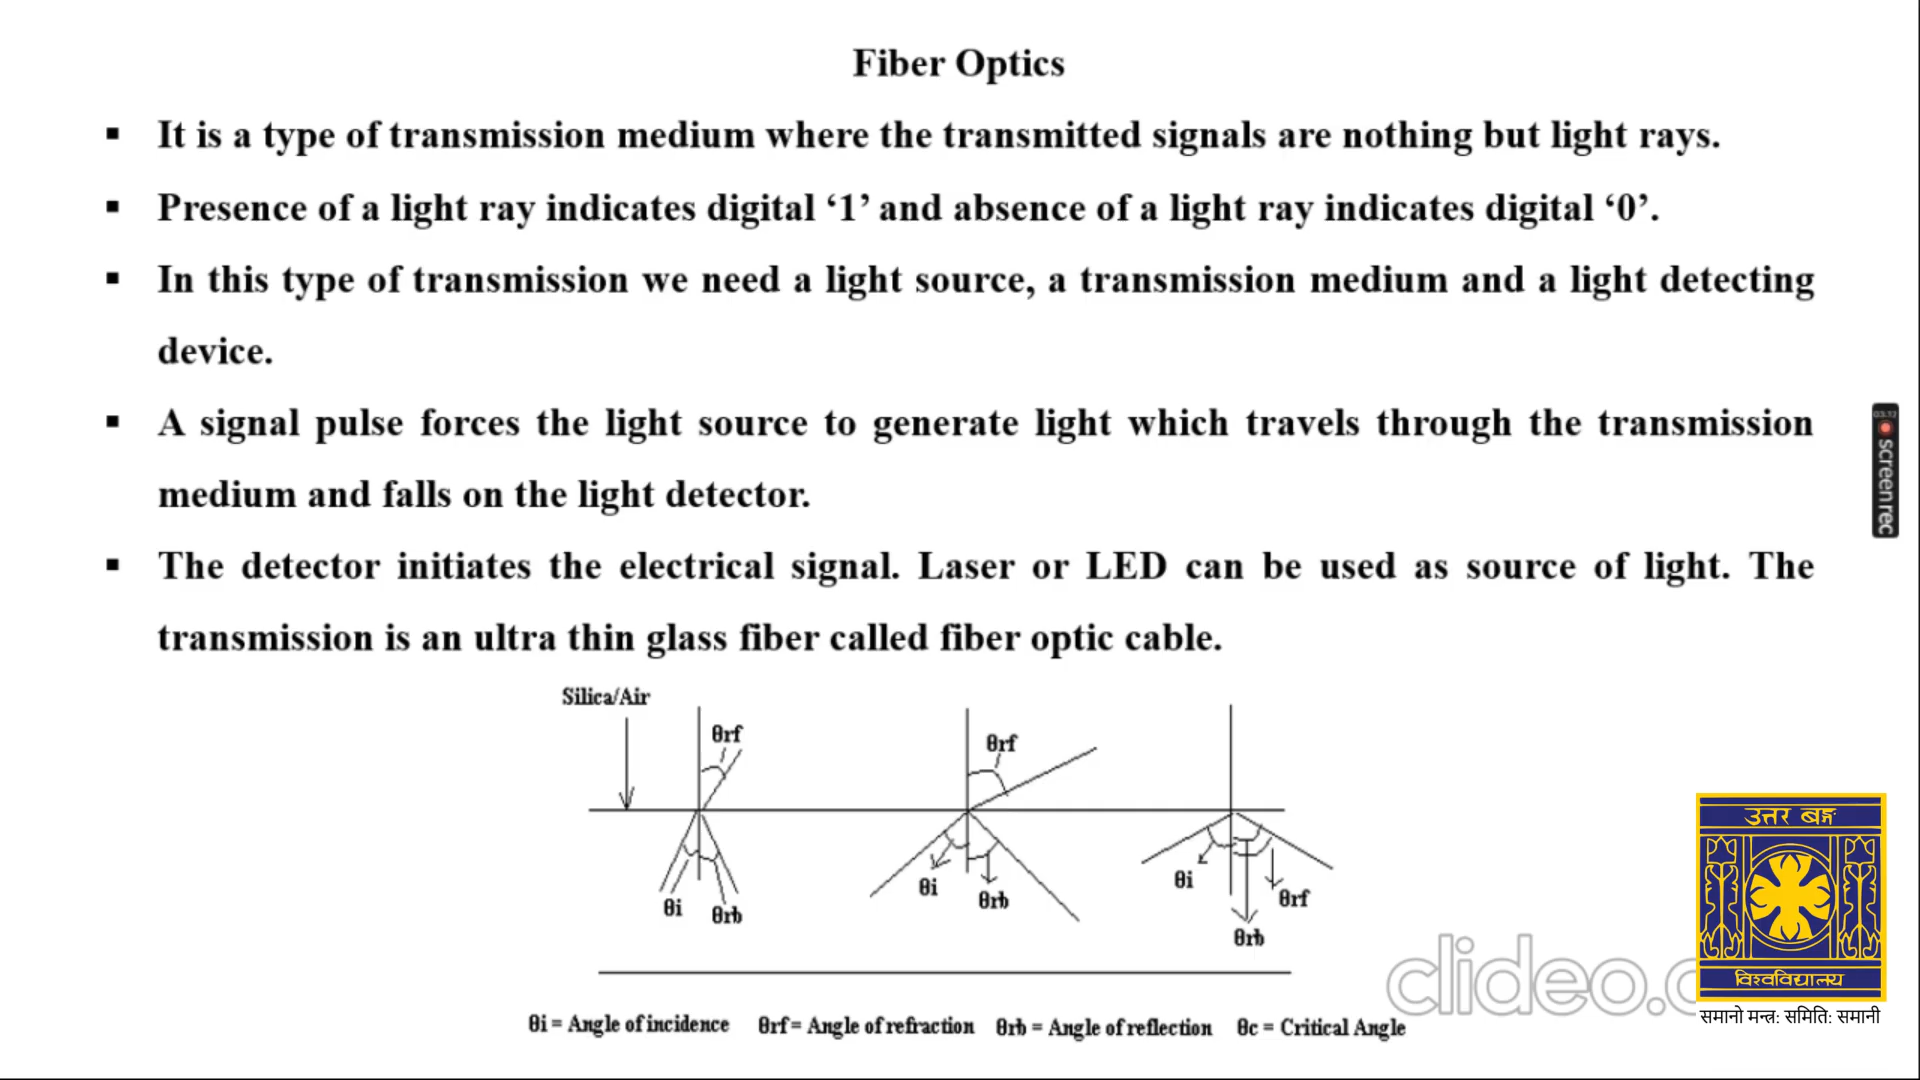 Fiber Optics
▪ It is a type of transmission medium where the transmitted signals are nothing but light rays.
▪ Presence of a light ray indicates digital ‘1’ and absence of a light ray indicates digital ‘0’.
▪ In this type of transmission we need a light source, a transmission medium and a light detecting
device.
▪ A signal pulse forces the light source to generate light which travels through the transmission
medium and falls on the light detector.
▪ The detector initiates the electrical signal. Laser or LED can be used as source of light. The
transmission is an ultra thin glass fiber called fiber optic cable.
Silica/Air
θrf
θrf
θi
θrb
θi
θrb
θi
θrf
θrb
θi = Angle of incidence θrf = Angle of refraction θrb = Angle of reflection θc = Critical Angle
screen rec
clideo.c
उत्तर बङ्ग
विश्वविद्यालय
समानो मन्त्र: समिति: समानी